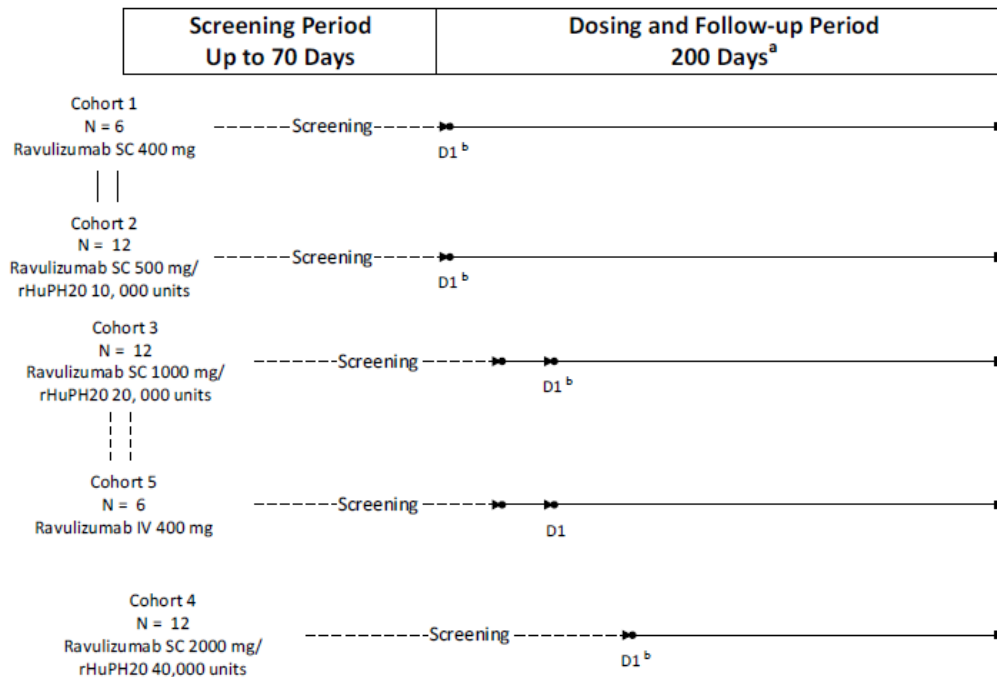 Screening Period
Up to 70 Days
Dosing and Follow-up Period
200 Daysᵃ
Cohort 1
N = 6
Ravulizumab SC 400 mg
Screening
D1 ᵇ
Cohort 2
N = 12
Ravulizumab SC 500 mg/
rHuPH20 10, 000 units
Screening
D1 ᵇ
Cohort 3
N = 12
Ravulizumab SC 1000 mg/
rHuPH20 20, 000 units
Screening
D1 ᵇ
Cohort 5
N = 6
Ravulizumab IV 400 mg
Screening
D1
Cohort 4
N = 12
Ravulizumab SC 2000 mg/
rHuPH20 40,000 units
Screening
D1 ᵇ